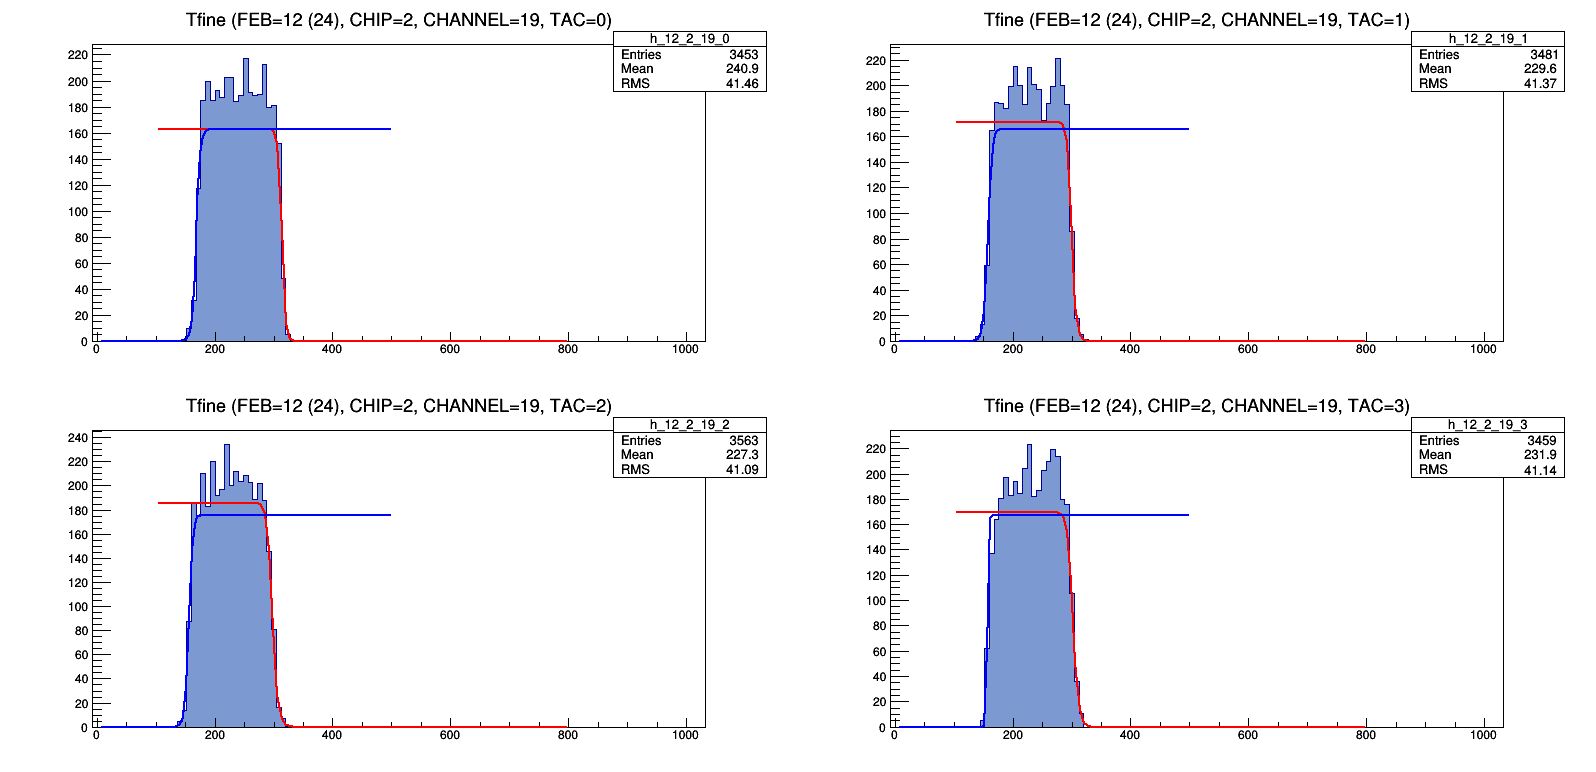 Tfine (FEB=12 (24), CHIP=2, CHANNEL=19, TAC=0)
h_12_2_19_0
Entries 3453
Mean 240.9
RMS 41.46
220
200
180
160
140
120
100
80
60
40
20
0
0 200 400 600 800 1000
Tfine (FEB=12 (24), CHIP=2, CHANNEL=19, TAC=1)
h_12_2_19_1
Entries 3481
Mean 229.6
RMS 41.37
220
200
180
160
140
120
100
80
60
40
20
0
0 200 400 600 800 1000
Tfine (FEB=12 (24), CHIP=2, CHANNEL=19, TAC=2)
h_12_2_19_2
Entries 3563
Mean 227.3
RMS 41.09
240
220
200
180
160
140
120
100
80
60
40
20
0
0 200 400 600 800 1000
Tfine (FEB=12 (24), CHIP=2, CHANNEL=19, TAC=3)
h_12_2_19_3
Entries 3459
Mean 231.9
RMS 41.14
220
200
180
160
140
120
100
80
60
40
20
0
0 200 400 600 800 1000